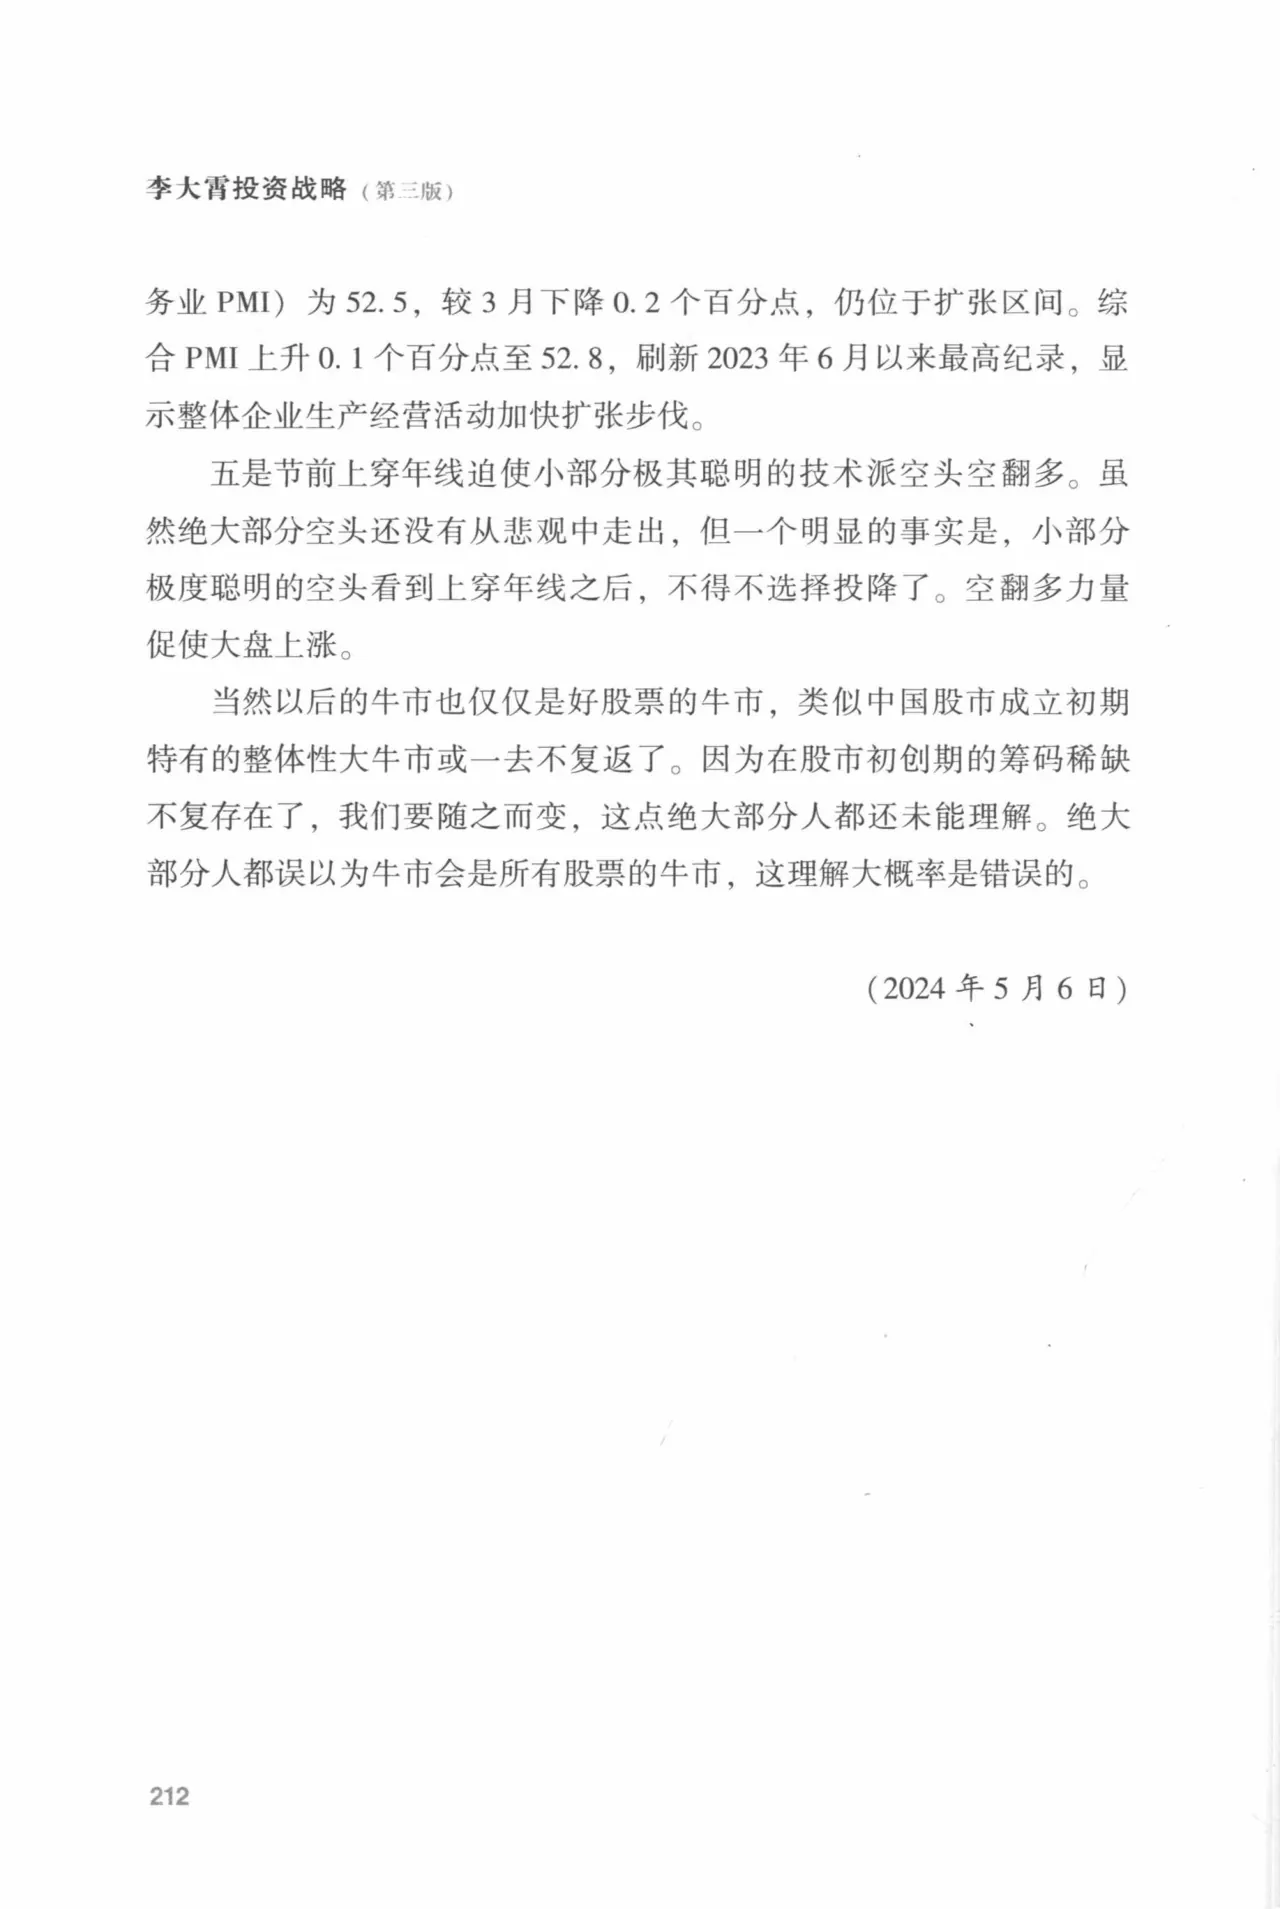 李大霄投资战略（第三版）
务业 PMI）为 52.5，较 3 月下降 0.2 个百分点，仍位于扩张区间。综
合 PMI 上升 0.1 个百分点至 52.8，刷新 2023 年 6 月以来最高纪录，显
示整体企业生产经营活动加快扩张步伐。
五是节前上穿年线迫使小部分极其聪明的技术派空头空翻多。虽
然绝大部分空头还没有从悲观中走出，但一个明显的事实是，小部分
极度聪明的空头看到上穿年线之后，不得不选择投降了。空翻多力量
促使大盘上涨。
当然以后的牛市也仅仅是好股票的牛市，类似中国股市成立初期
特有的整体性大牛市或一去不复返了。因为在股市初创期的筹码稀缺
不复存在了，我们要随之而变，这点绝大部分人都还未能理解。绝大
部分人都误以为牛市会是所有股票的牛市，这理解大概率是错误的。
（2024 年 5 月 6 日）
212